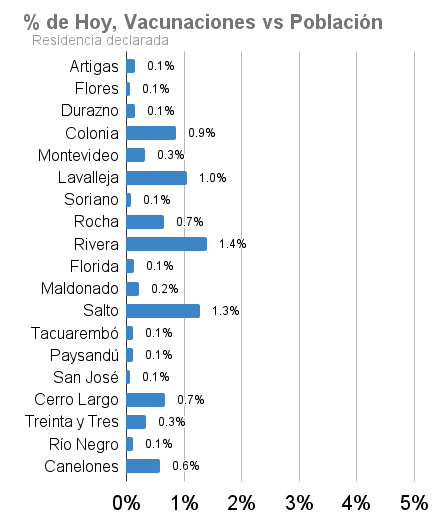 % de Hoy, Vacunaciones vs Población
Residencia declarada
Artigas 0.1%
Flores 0.1%
Durazno 0.1%
Colonia 0.9%
Montevideo 0.3%
Lavalleja 1.0%
Soriano 0.1%
Rocha 0.7%
Rivera 1.4%
Florida 0.1%
Maldonado 0.2%
Salto 1.3%
Tacuarembó 0.1%
Paysandú 0.1%
San José 0.1%
Cerro Largo 0.7%
Treinta y Tres 0.3%
Río Negro 0.1%
Canelones 0.6%
0% 1% 2% 3% 4% 5%